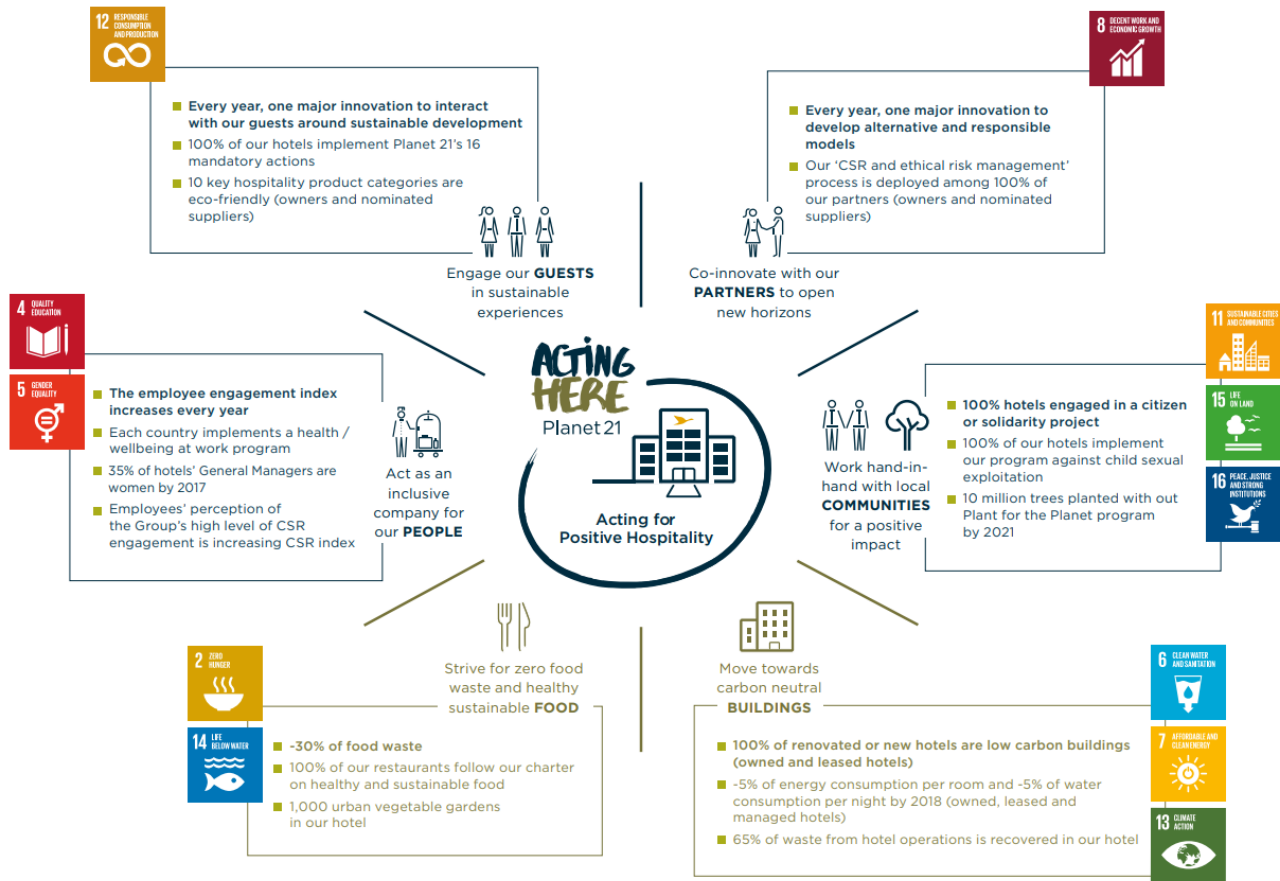 12 RESPONSIBLE
CONSUMPTION
AND PRODUCTION
Every year, one major innovation to interact
with our guests around sustainable development
100% of our hotels implement Planet 21's 16
mandatory actions
10 key hospitality product categories are
eco-friendly (owners and nominated
suppliers)
Engage our GUESTS
in sustainable
experiences
8 DECENT WORK AND
ECONOMIC GROWTH
Every year, one major innovation to
develop alternative and responsible
models
Our 'CSR and ethical risk management'
process is deployed among 100% of
our partners (owners and nominated
suppliers)
Co-innovate with our
PARTNERS to open
new horizons
4 QUALITY
EDUCATION
5 GENDER
EQUALITY
The employee engagement index
increases every year
Each country implements a health /
wellbeing at work program
35% of hotels' General Managers are
women by 2017
Employees' perception of
the Group's high level of CSR
engagement is increasing CSR index
Act as an
inclusive
company for
our PEOPLE
ACTING
HERE
Planet 21
Acting for
Positive Hospitality
Work hand-in-
hand with local
COMMUNITIES
for a positive
impact
11 SUSTAINABLE CITIES
AND COMMUNITIES
15 LIFE
ON LAND
16 PEACE, JUSTICE
AND STRONG
INSTITUTIONS
100% hotels engaged in a citizen
or solidarity project
100% of our hotels implement
our program against child sexual
exploitation
10 million trees planted with out
Plant for the Planet program
by 2021
2 ZERO
HUNGER
14 LIFE
BELOW WATER
Strive for zero food
waste and healthy
sustainable FOOD
-30% of food waste
100% of our restaurants follow our charter
on healthy and sustainable food
1,000 urban vegetable gardens
in our hotel
Move towards
carbon neutral
BUILDINGS
6 CLEAN WATER
AND SANITATION
7 AFFORDABLE AND
CLEAN ENERGY
13 CLIMATE
ACTION
100% of renovated or new hotels are low carbon buildings
(owned and leased hotels)
-5% of energy consumption per room and -5% of water
consumption per night by 2018 (owned, leased and
managed hotels)
65% of waste from hotel operations is recovered in our hotel